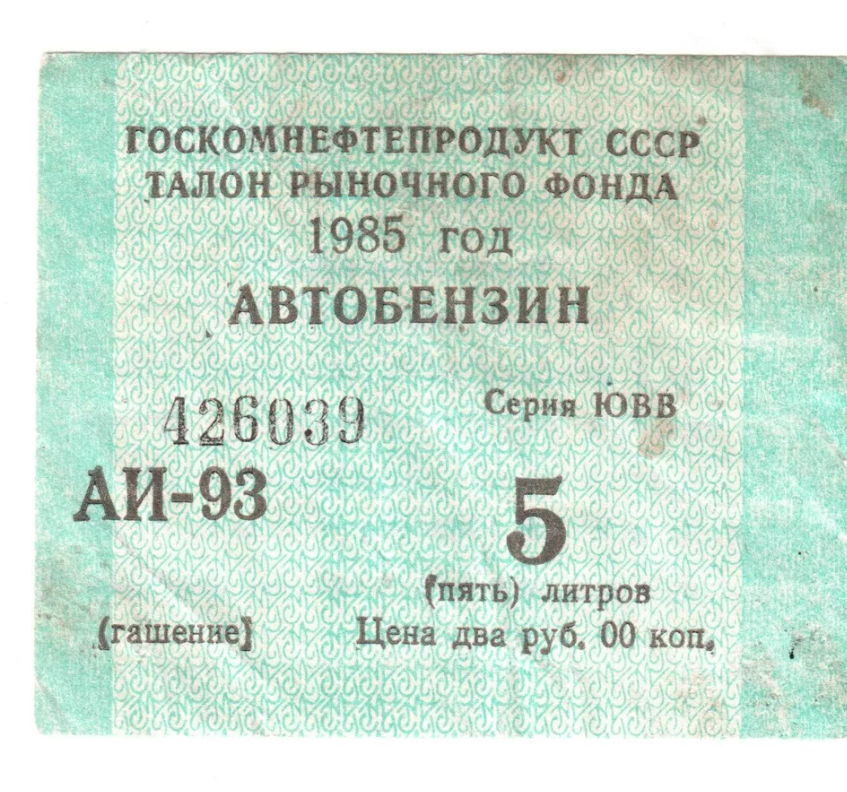 ГОСКОМНЕФТЕПРОДУКТ СССР
ТАЛОН РЫНОЧНОГО ФОНДА
1985 год
АВТОБЕНЗИН
426039 Серия ЮВВ
АИ-93 5
(пять) литров
(гашение) Цена два руб. 00 коп.